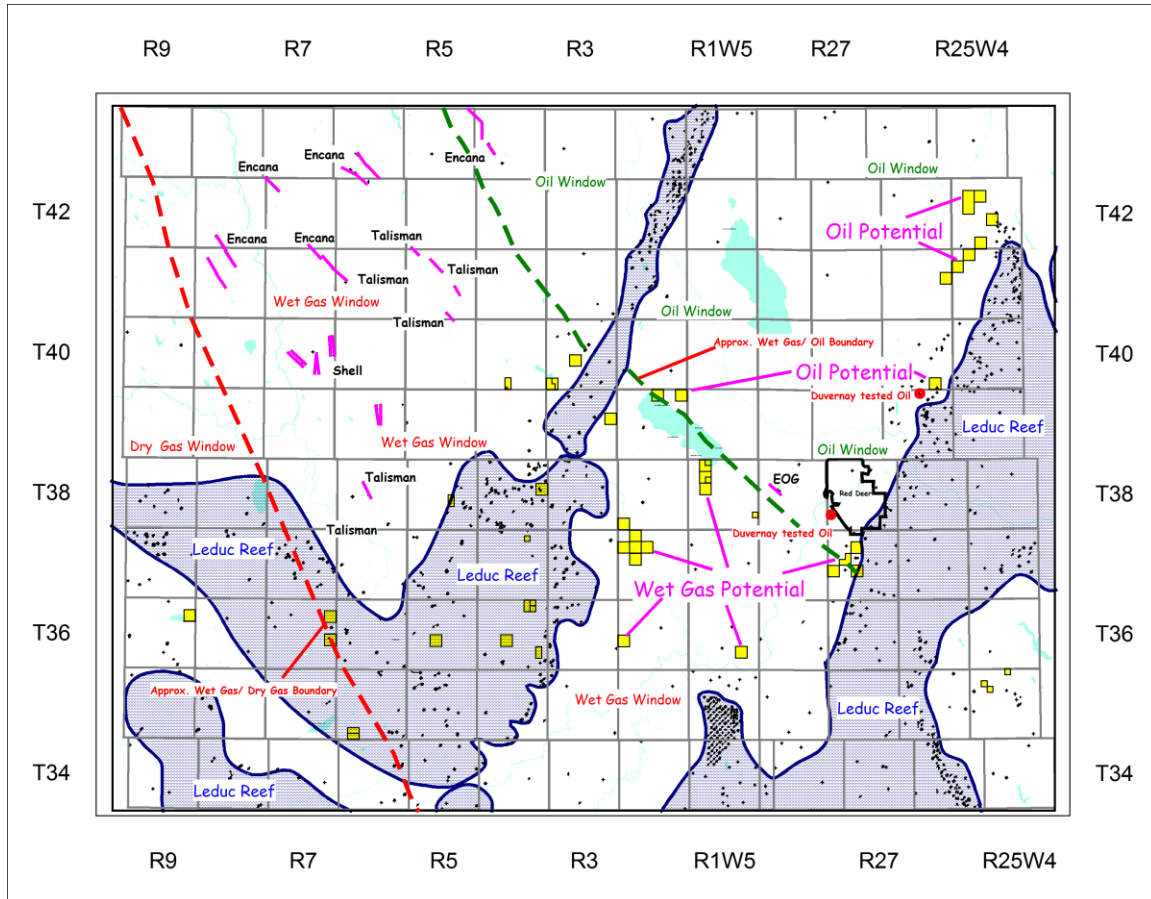 R9 R7 R5 R3 R1W5 R27 R25W4
Encana
Encana
Encana
Oil Window
Oil Window
T42
T42
Oil Potential
Encana
Encana
Talisman
Talisman
Talisman
Wet Gas Window
Talisman
Oil Window
T40
T40
Approx. Wet Gas/ Oil Boundary
Shell
Oil Potential
Duvernay tested Oil
Leduc Reef
Dry Gas Window
Wet Gas Window
Oil Window
T38
T38
EOG
Red Deer
Talisman
Duvernay tested Oil
Leduc Reef
Leduc Reef
Wet Gas Potential
T36
T36
Approx. Wet Gas/ Dry Gas Boundary
Wet Gas Window
Leduc Reef
T34
T34
Leduc Reef
R9 R7 R5 R3 R1W5 R27 R25W4